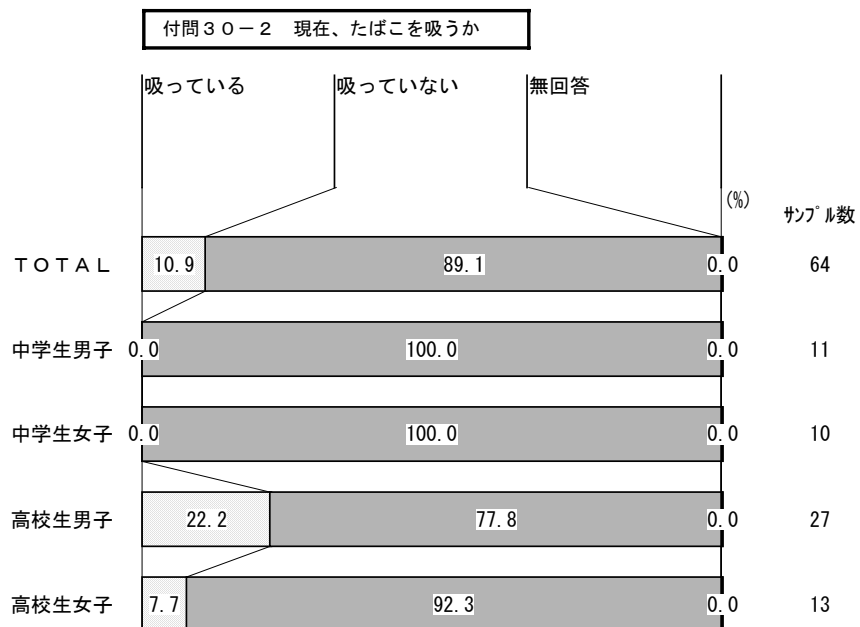 付問30-2 現在、たばこを吸うか
吸っている 吸っていない 無回答
(%)
サンプル数
TOTAL 10.9 89.1 0.0 64
中学生男子 0.0 100.0 0.0 11
中学生女子 0.0 100.0 0.0 10
高校生男子 22.2 77.8 0.0 27
高校生女子 7.7 92.3 0.0 13